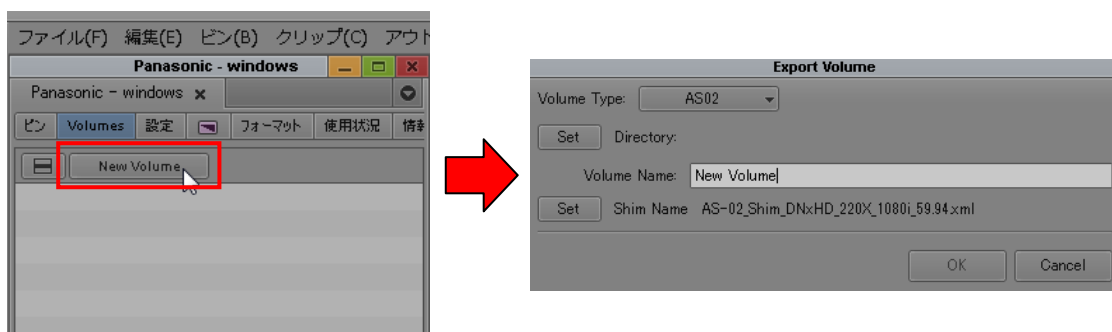 ファイル(F) 編集(E) ビン(B) クリップ(C) アウト
Panasonic - windows
Panasonic - windows
ビン Volumes 設定 フォーマット 使用状況 情報
New Volume
Export Volume
Volume Type: AS02
Set Directory:
Volume Name: New Volume
Set Shim Name AS-02_Shim_DNxHD_220X_1080i_59.94.xml
OK Cancel